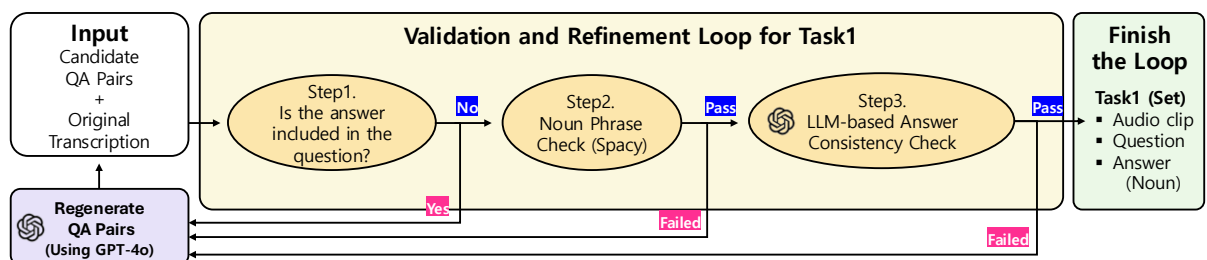 Input
Candidate
QA Pairs
+
Original
Transcription
Validation and Refinement Loop for Task1
Step1.
Is the answer
included in the
question?
No
Step2.
Noun Phrase
Check (Spacy)
Pass
Step3.
LLM-based Answer
Consistency Check
Pass
Finish
the Loop
Task1 (Set)
▪ Audio clip
▪ Question
▪ Answer
(Noun)
Regenerate
QA Pairs
(Using GPT-4o)
Yes
Failed
Failed